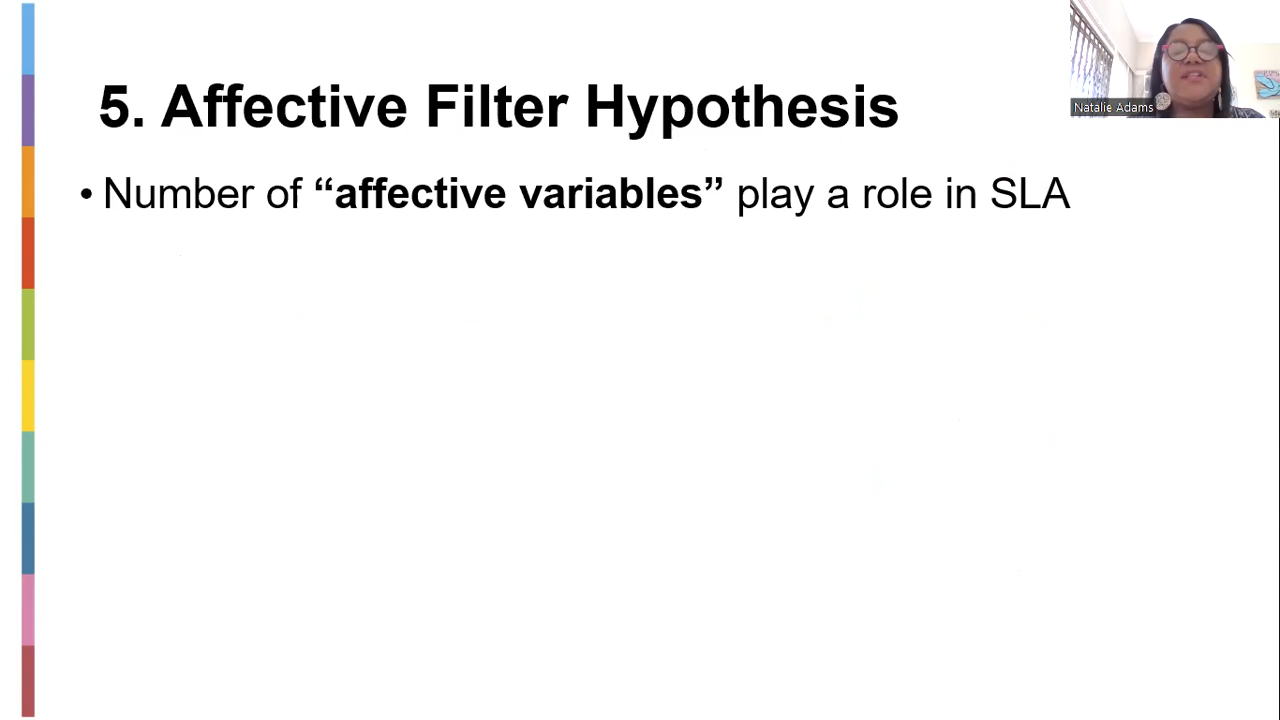 5. Affective Filter Hypothesis
• Number of “affective variables” play a role in SLA
Natalie Adams